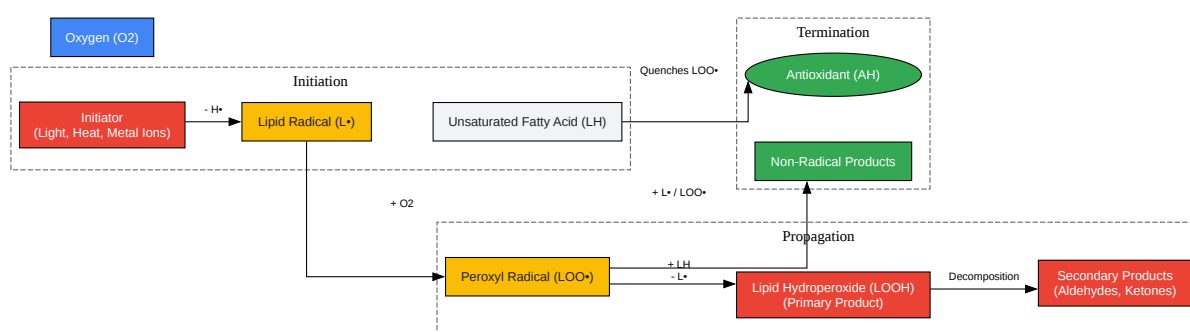 Oxygen (O2)
Termination
Initiation
Quenches LOO•
Antioxidant (AH)
Initiator
(Light, Heat, Metal Ions)
- H•
Lipid Radical (L•)
Unsaturated Fatty Acid (LH)
Non-Radical Products
+ O2
+ L• / LOO•
Propagation
Peroxyl Radical (LOO•)
+ LH
- L•
Lipid Hydroperoxide (LOOH)
(Primary Product)
Decomposition
Secondary Products
(Aldehydes, Ketones)